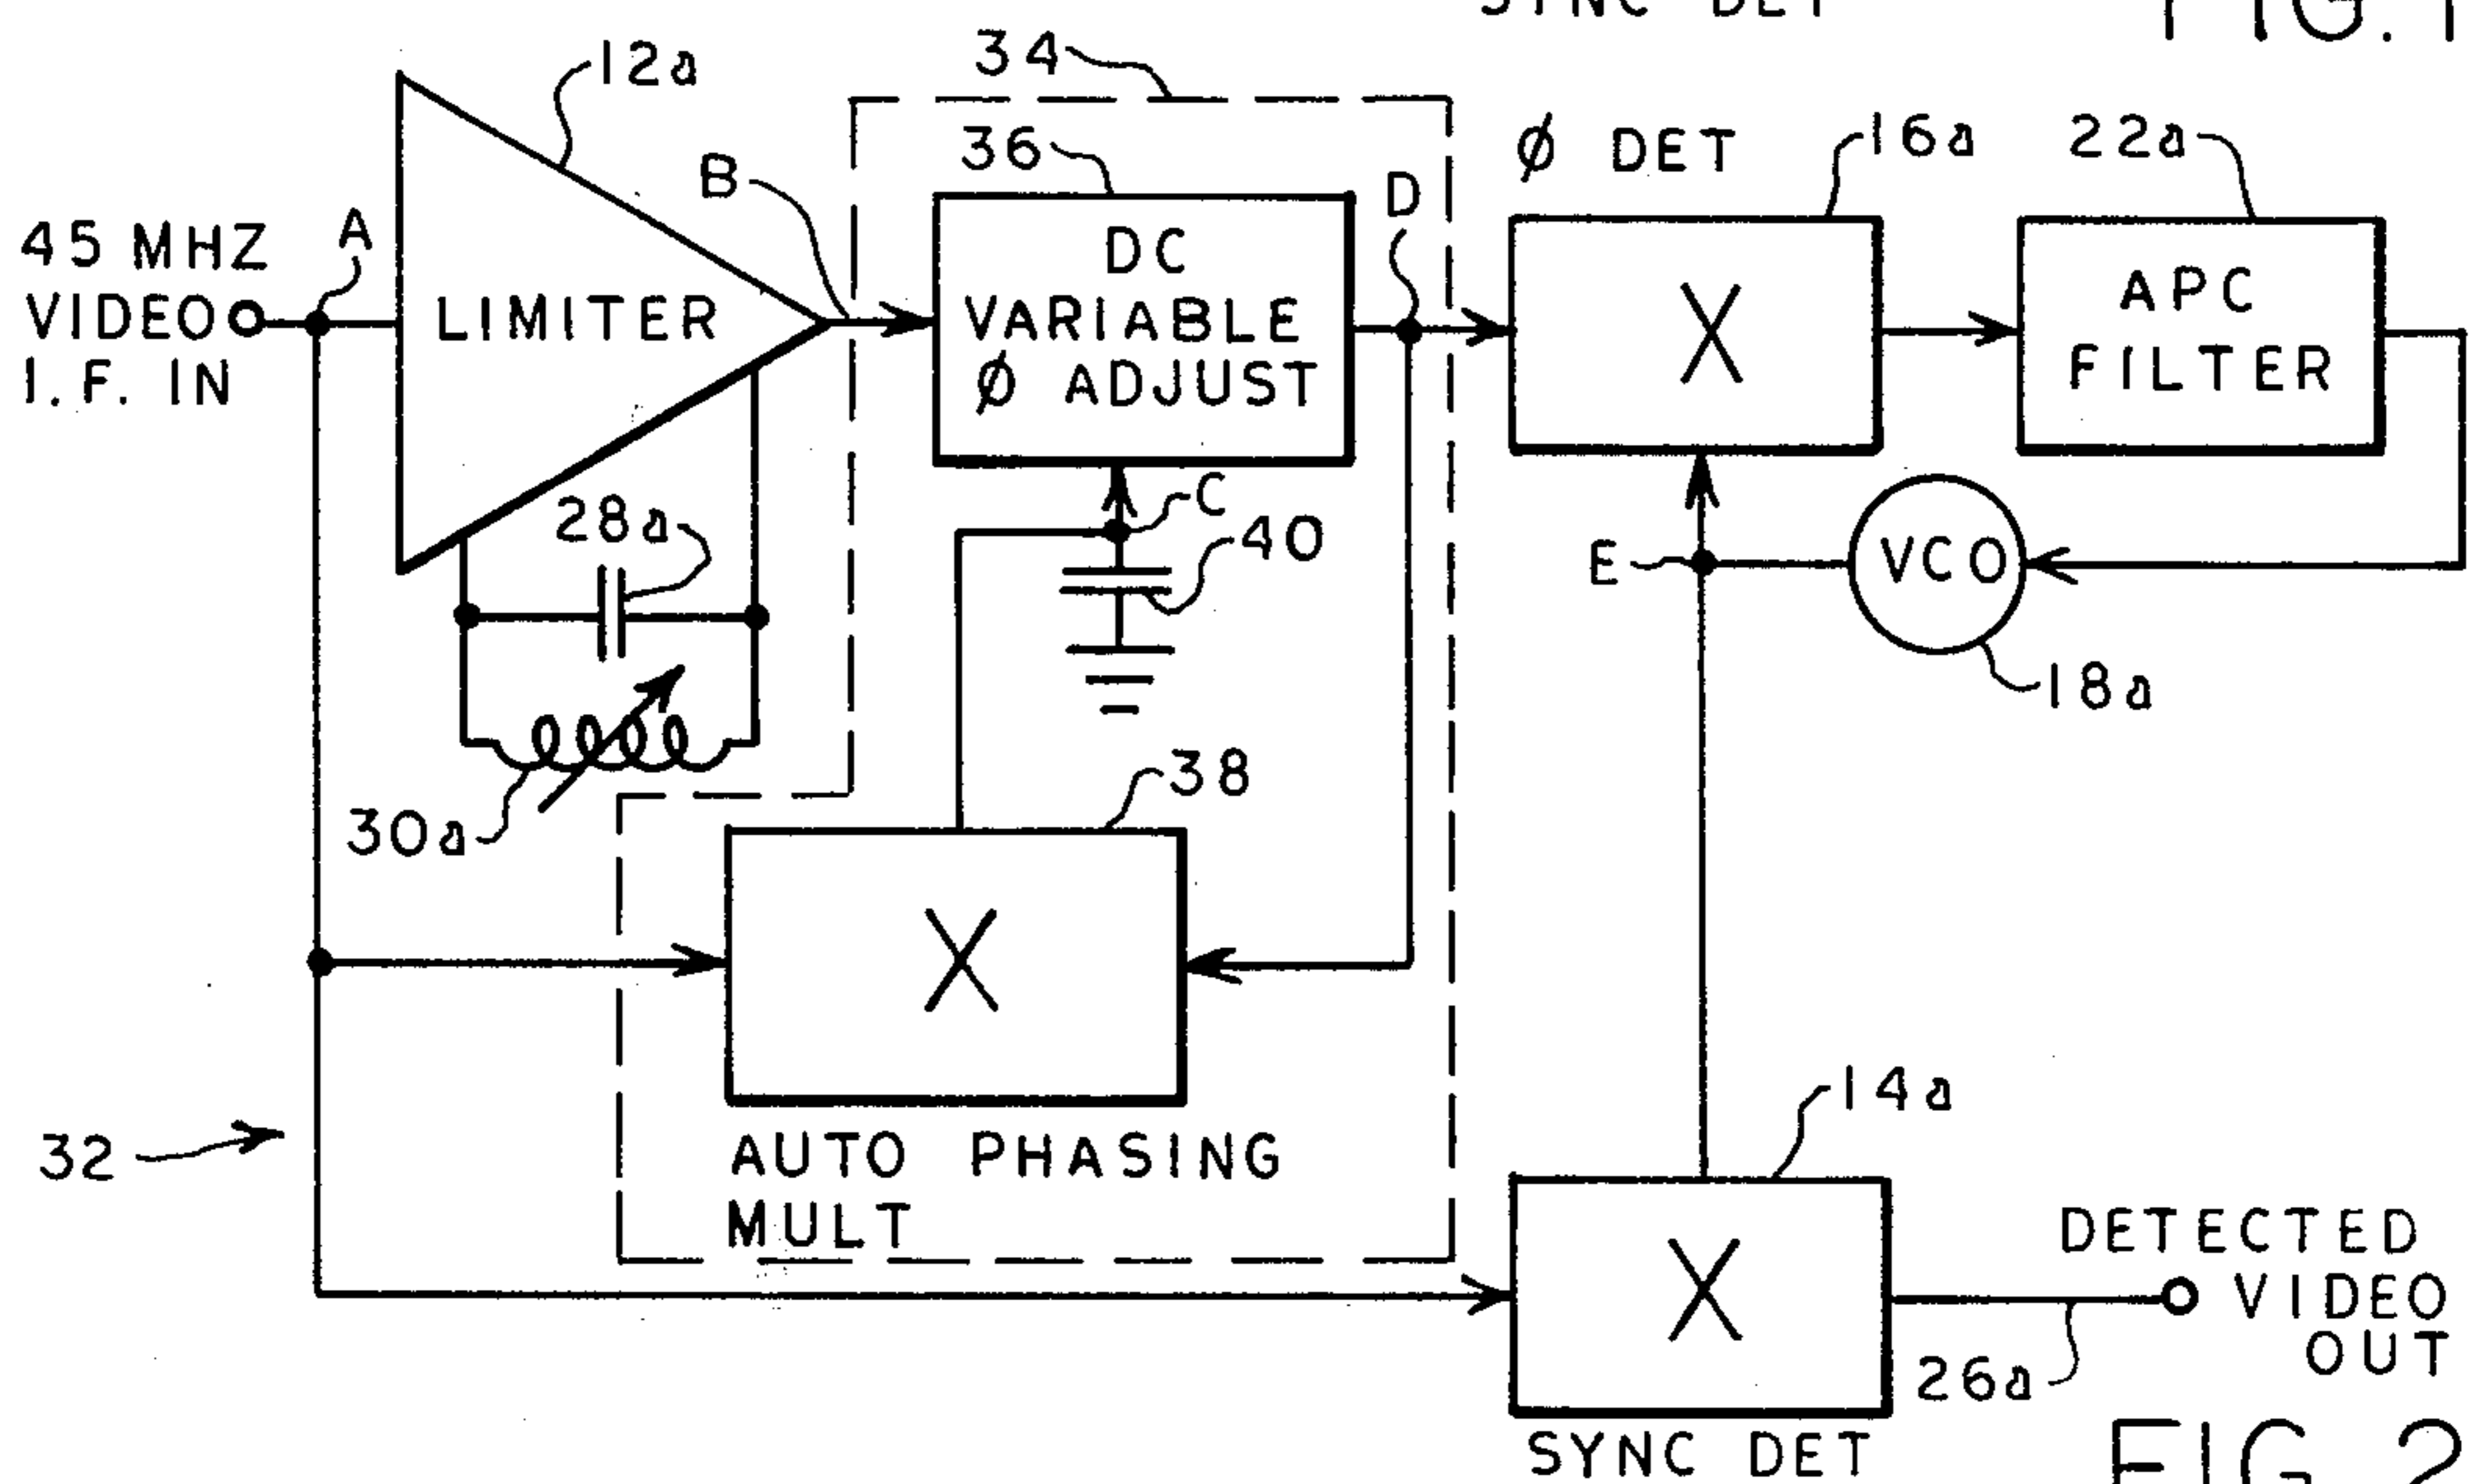 SYNC DET
FIG. 1
12a
34
36
B
D
Ø DET
16a
22a
45 MHZ
VIDEO
I.F. IN
A
LIMITER
DC
VARIABLE
Ø ADJUST
X
APC
FILTER
28a
C
40
E
VCO
18a
30a
38
X
32
AUTO PHASING
MULT
14a
X
DETECTED
VIDEO
OUT
26a
SYNC DET
FIG. 2